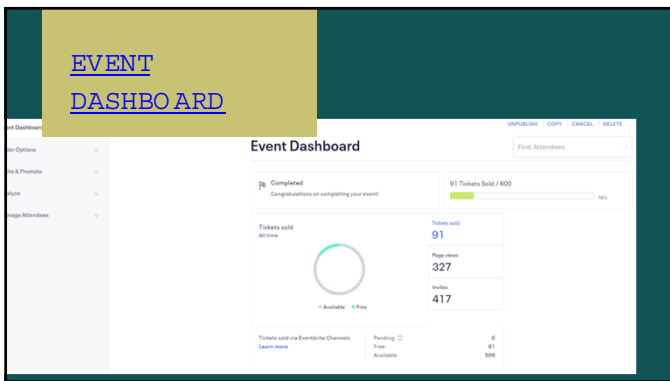 EVENT
DASHBOARD
UNPUBLISH COPY CANCEL DELETE
Event Dashboard
Find Attendees
Completed
Congratulations on completing your event!
91 Tickets Sold / 600
Tickets sold
All time
Available Free
Tickets sold
91
Page views
327
Invites
417
Tickets sold via Eventbrite Channels
Learn more
Pending 0
Free 91
Available 509